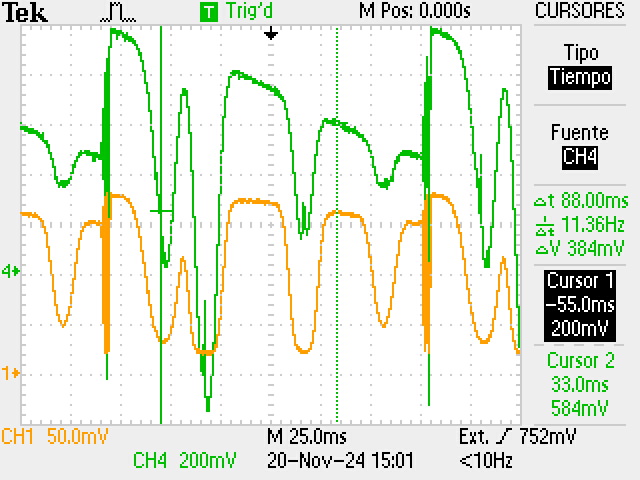 Tek
T Trig'd
M Pos: 0.000s
CURSORES
Tipo
Tiempo
Fuente
CH4
Δt 88.00ms
1/Δt 11.36Hz
ΔV 384mV
Cursor 1
-55.0ms
200mV
Cursor 2
33.0ms
584mV
4
1
CH1 50.0mV
M 25.0ms
Ext. 752mV
CH4 200mV
20-Nov-24 15:01
<10Hz